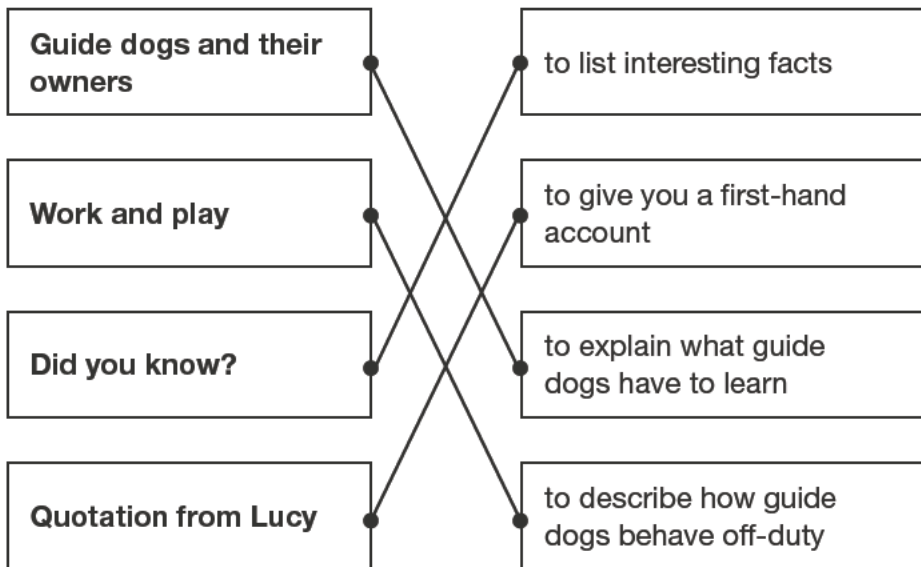 Guide dogs and their
owners
to list interesting facts
Work and play
to give you a first-hand
account
Did you know?
to explain what guide
dogs have to learn
Quotation from Lucy
to describe how guide
dogs behave off-duty